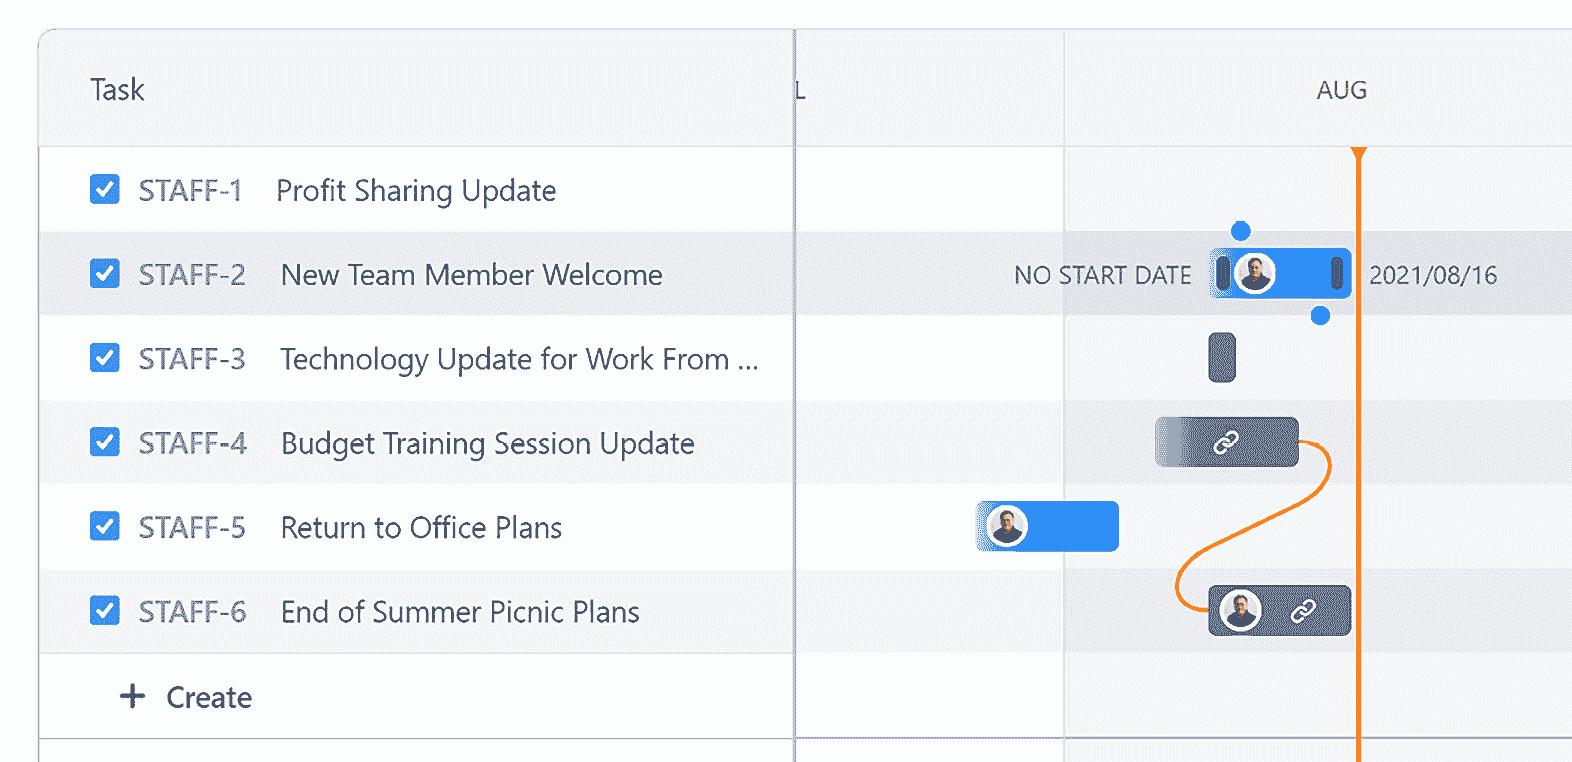 Task
L
AUG
STAFF-1 Profit Sharing Update
STAFF-2 New Team Member Welcome
NO START DATE
2021/08/16
STAFF-3 Technology Update for Work From ...
STAFF-4 Budget Training Session Update
STAFF-5 Return to Office Plans
STAFF-6 End of Summer Picnic Plans
+ Create